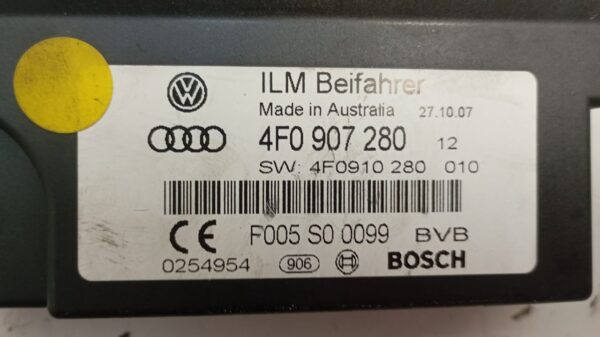 ILM Beifahrer
Made in Australia 27.10.07
4F0 907 280 12
SW: 4F0910 280 010
F005 S0 0099 BVB
0254954 906 BOSCH